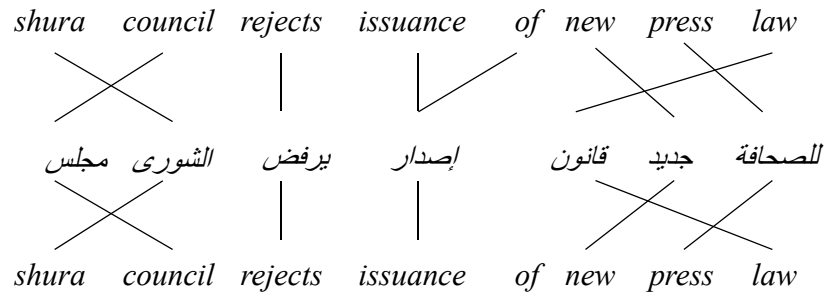 shura council rejects issuance of new press law
مجلس الشورى يرفض إصدار قانون جديد للصحافة
shura council rejects issuance of new press law